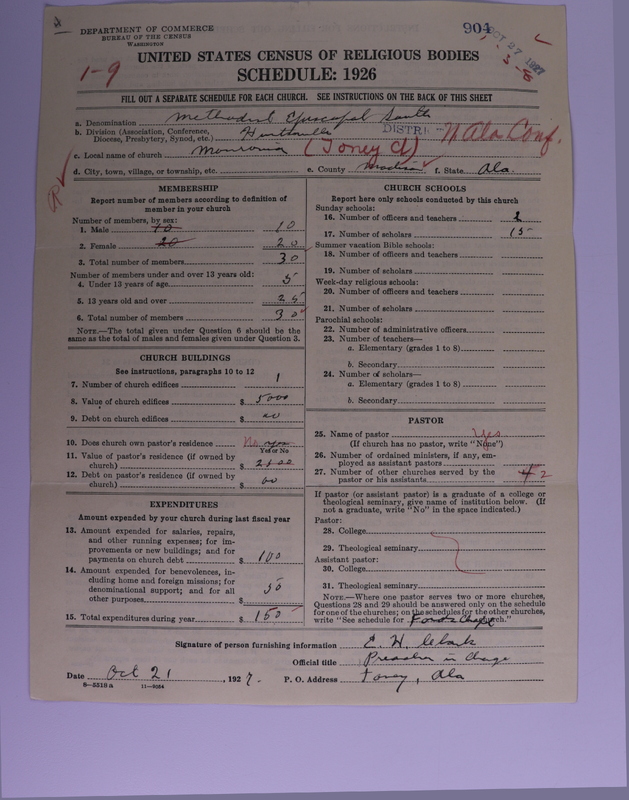 DEPARTMENT OF COMMERCE
BUREAU OF THE CENSUS
WASHINGTON
904
OCT 27 1927
1-9
3-8
UNITED STATES CENSUS OF RELIGIOUS BODIES
SCHEDULE: 1926
FILL OUT A SEPARATE SCHEDULE FOR EACH CHURCH. SEE INSTRUCTIONS ON THE BACK OF THIS SHEET
a. Denomination Methodist Episcopal South
b. Division (Association, Conference, Diocese, Presbytery, Synod, etc.) Huntsville DISTRI N Ala Conf.
c. Local name of church Monrovia (Toney Ct)
d. City, town, village, or township, etc. e. County Madison f. State Ala.
MEMBERSHIP
Report number of members according to definition of
member in your church
Number of members, by sex:
1. Male 10 10
2. Female 20 20
3. Total number of members 30
Number of members under and over 13 years old:
4. Under 13 years of age 5
5. 13 years old and over 25
6. Total number of members 30
NOTE.—The total given under Question 6 should be the
same as the total of males and females given under Question 3.
CHURCH BUILDINGS
See instructions, paragraphs 10 to 12
7. Number of church edifices 1
8. Value of church edifices $ 5000
9. Debt on church edifices $ no
10. Does church own pastor's residence No
Yes or No
11. Value of pastor's residence (if owned by
church) $
12. Debt on pastor's residence (if owned by
church) $
EXPENDITURES
Amount expended by your church during last fiscal year
13. Amount expended for salaries, repairs,
and other running expenses; for im-
provements or new buildings; and for
payments on church debt $ 100
14. Amount expended for benevolences, in-
cluding home and foreign missions; for
denominational support; and for all
other purposes $ 50
15. Total expenditures during year $ 150
CHURCH SCHOOLS
Report here only schools conducted by this church
Sunday schools:
16. Number of officers and teachers 2
17. Number of scholars 15
Summer vacation Bible schools:
18. Number of officers and teachers
19. Number of scholars
Week-day religious schools:
20. Number of officers and teachers
21. Number of scholars
Parochial schools:
22. Number of administrative officers
23. Number of teachers—
a. Elementary (grades 1 to 8)
b. Secondary
24. Number of scholars—
a. Elementary (grades 1 to 8)
b. Secondary
PASTOR
25. Name of pastor Yes
(If church has no pastor, write "None")
26. Number of ordained ministers, if any, em-
ployed as assistant pastors
27. Number of other churches served by the
pastor or his assistants 4 2
If pastor (or assistant pastor) is a graduate of a college or
theological seminary, give name of institution below. (If
not a graduate, write "No" in the space indicated.)
Pastor:
28. College
29. Theological seminary
Assistant pastor:
30. College
31. Theological seminary
NOTE.—Where one pastor serves two or more churches,
Questions 28 and 29 should be answered only on the schedule
for one of the churches; on the schedules for the other churches,
write "See schedule for Fords Chapel church."
Signature of person furnishing information E. H. Clark
Official title Preacher in Charge
Date Oct 21, 1927. P. O. Address Toney, Ala
8—5518 a 11—9084